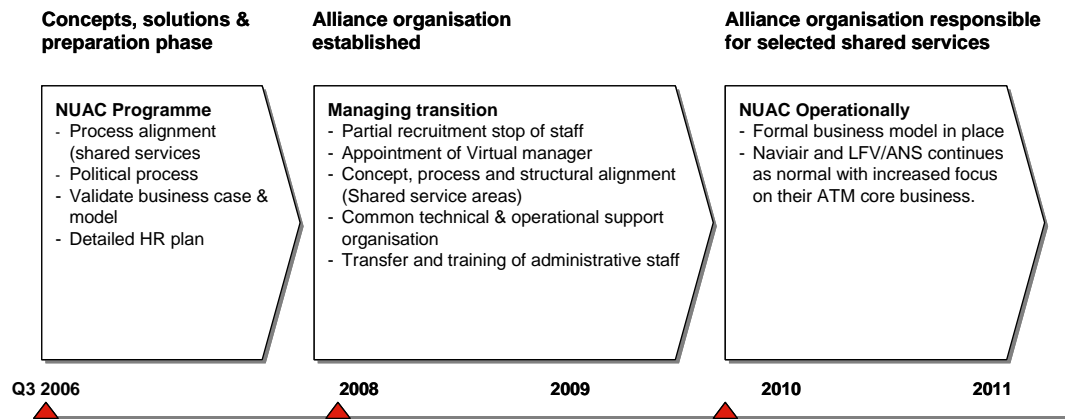 Concepts, solutions &
preparation phase
Alliance organisation
established
Alliance organisation responsible
for selected shared services
NUAC Programme
- Process alignment
(shared services
- Political process
- Validate business case &
model
- Detailed HR plan
Managing transition
- Partial recruitment stop of staff
- Appointment of Virtual manager
- Concept, process and structural alignment
(Shared service areas)
- Common technical & operational support
organisation
- Transfer and training of administrative staff
NUAC Operationally
- Formal business model in place
- Naviair and LFV/ANS continues
as normal with increased focus
on their ATM core business.
Q3 2006
2008
2009
2010
2011